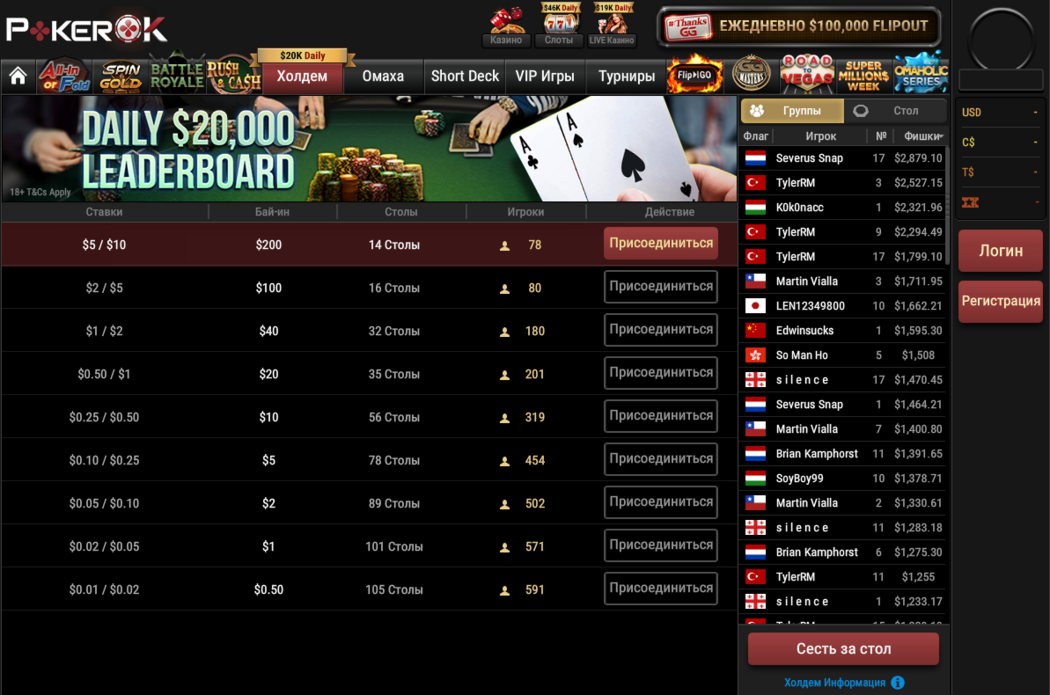 POKEROK
Казино
$46K Daily
Слоты
$19K Daily
LIVE Казино
Thanks GG
ЕЖЕДНЕВНО $100,000 FLIPOUT
All-in or Fold
SPIN & GOLD
BATTLE ROYALE
RUSH & CASH
$20K Daily
Холдем
Омаха
Short Deck
VIP Игры
Турниры
Flip&GO
GG MASTERS
ROAD TO VEGAS
SUPER MILLION$ WEEK
OMAHOLIC SERIES
DAILY $20,000
LEADERBOARD
18+ T&Cs Apply
Ставки Бай-ин Столы Игроки Действие
$5 / $10 $200 14 Столы 78 Присоединиться
$2 / $5 $100 16 Столы 80 Присоединиться
$1 / $2 $40 32 Столы 180 Присоединиться
$0.50 / $1 $20 35 Столы 201 Присоединиться
$0.25 / $0.50 $10 56 Столы 319 Присоединиться
$0.10 / $0.25 $5 78 Столы 454 Присоединиться
$0.05 / $0.10 $2 89 Столы 502 Присоединиться
$0.02 / $0.05 $1 101 Столы 571 Присоединиться
$0.01 / $0.02 $0.50 105 Столы 591 Присоединиться
Группы Стол
Флаг Игрок № Фишки
Severus Snap 17 $2,879.10
TylerRM 3 $2,527.15
K0k0nacc 1 $2,321.96
TylerRM 9 $2,294.49
TylerRM 17 $1,799.10
Martin Vialla 3 $1,711.95
LEN12349800 10 $1,662.21
Edwinsucks 1 $1,595.30
So Man Ho 5 $1,508
s i l e n c e 17 $1,470.45
Severus Snap 1 $1,464.21
Martin Vialla 7 $1,400.80
Brian Kamphorst 11 $1,391.65
SoyBoy99 10 $1,378.71
Martin Vialla 2 $1,330.61
s i l e n c e 11 $1,283.18
Brian Kamphorst 6 $1,275.30
TylerRM 11 $1,255
s i l e n c e 1 $1,233.17
Сесть за стол
Холдем Информация i
USD -
C$ -
T$ -
-
Логин
Регистрация